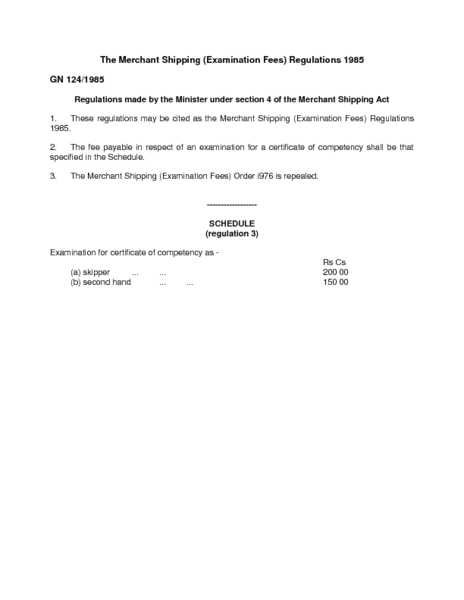 The Merchant Shipping (Examination Fees) Regulations 1985
GN 124/1985
Regulations made by the Minister under section 4 of the Merchant Shipping Act
1. These regulations may be cited as the Merchant Shipping (Examination Fees) Regulations
1985.
2. The fee payable in respect of an examination for a certificate of competency shall be that
specified in the Schedule.
3. The Merchant Shipping (Examination Fees) Order i976 is repealed.
------------------
SCHEDULE
(regulation 3)
Examination for certificate of competency as -
Rs Cs
(a) skipper ... ... 200 00
(b) second hand ... ... 150 00